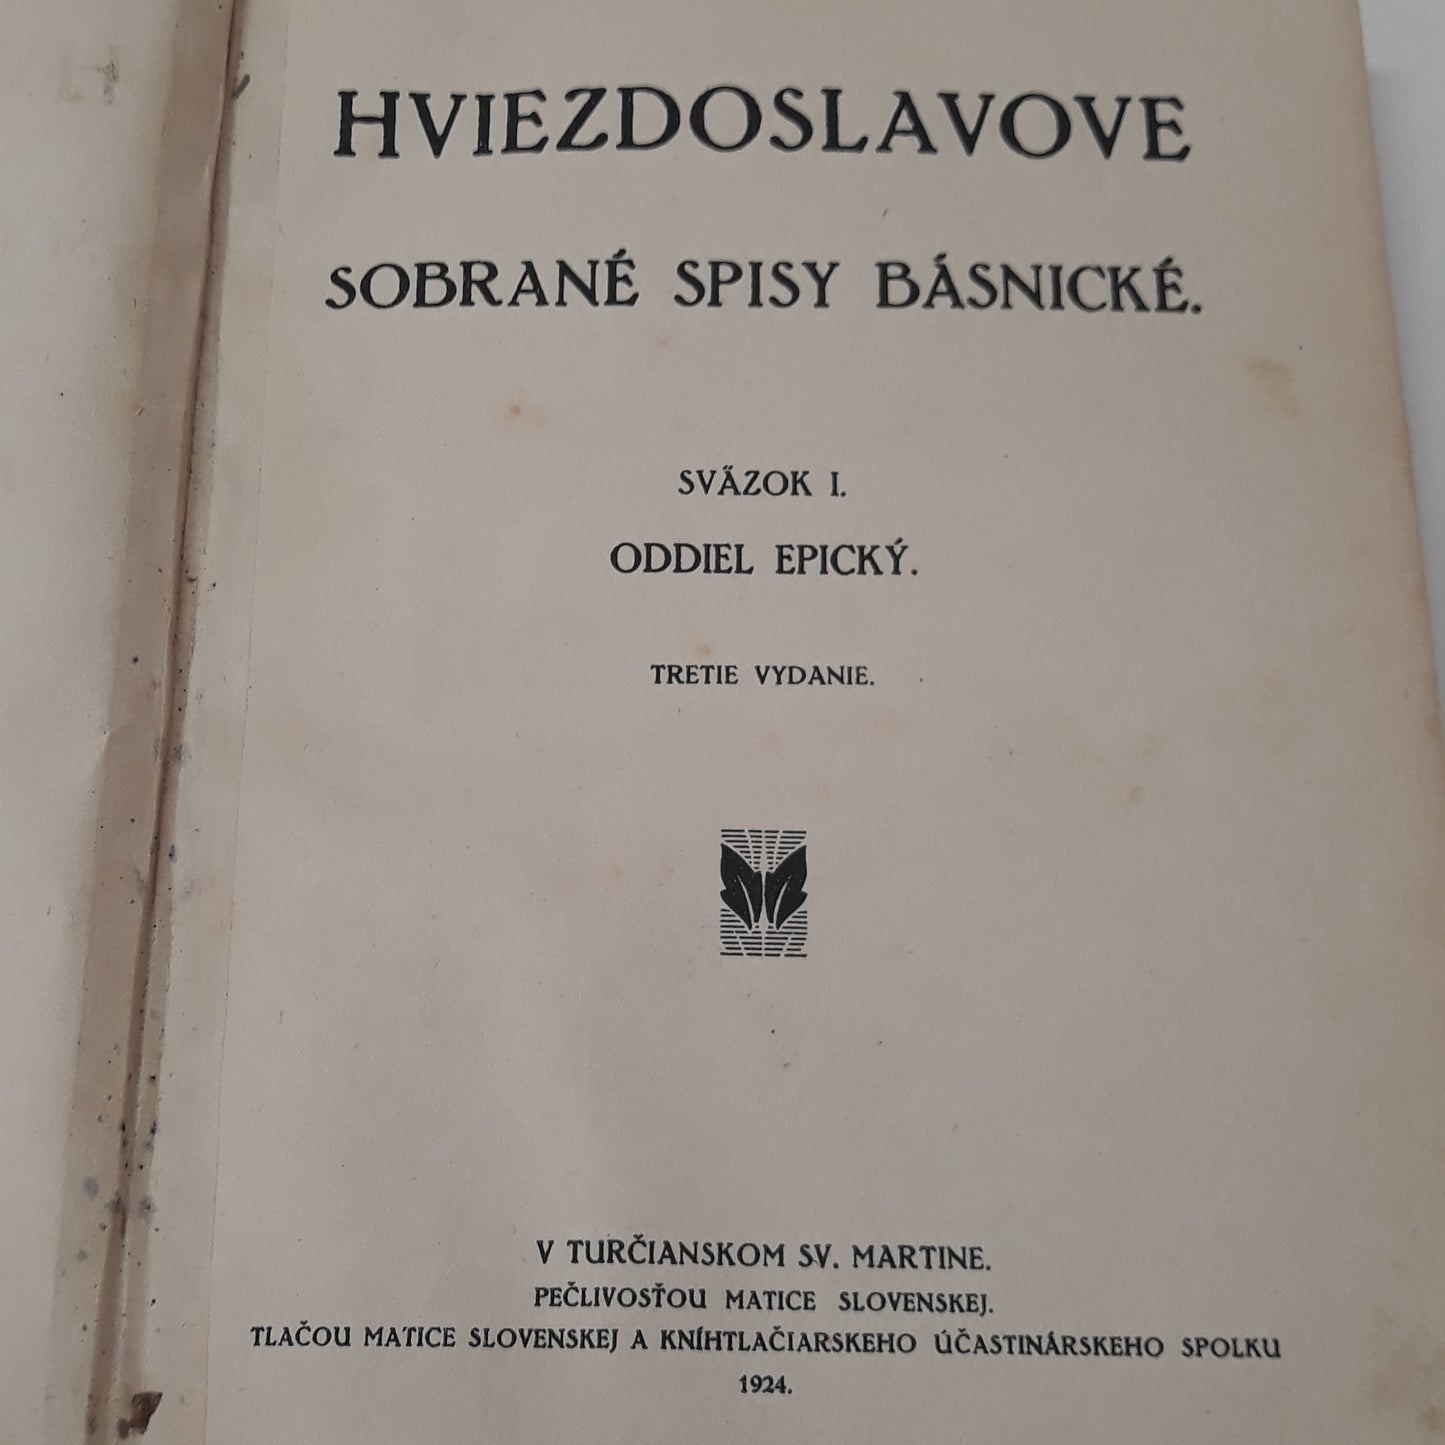 HVIEZDOSLAVOVE
SOBRANÉ SPISY BÁSNICKÉ.
SVÄZOK I.
ODDIEL EPICKÝ.
TRETIE VYDANIE.
V TURČIANSKOM SV. MARTINE.
PEČLIVOSŤOU MATICE SLOVENSKEJ.
TLAČOU MATICE SLOVENSKEJ A KNÍHTLAČIARSKEHO ÚČASTINÁRSKEHO SPOLKU
1924.